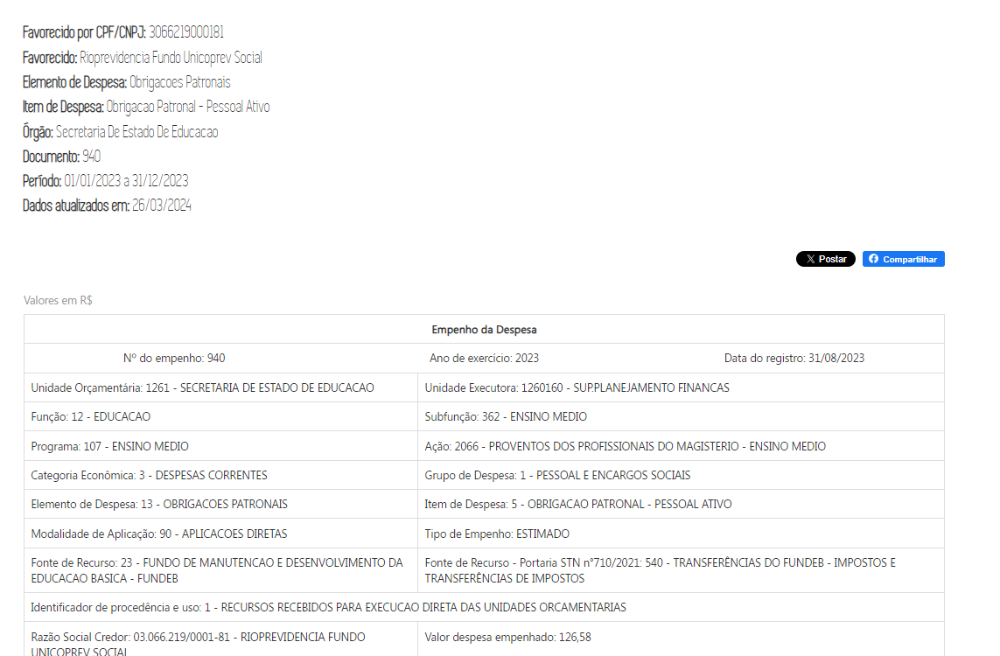 Favorecido por CPF/CNPJ: 3066219000181
Favorecido: Rioprevidencia Fundo Unicoprev Social
Elemento de Despesa: Obrigacoes Patronais
Item de Despesa: Obrigacao Patronal - Pessoal Ativo
Órgão: Secretaria De Estado De Educacao
Documento: 940
Período: 01/01/2023 a 31/12/2023
Dados atualizados em: 26/03/2024
Postar
Compartilhar
Valores em R$
Empenho da Despesa
Nº do empenho: 940 Ano de exercício: 2023 Data do registro: 31/08/2023
Unidade Orçamentária: 1261 - SECRETARIA DE ESTADO DE EDUCACAO
Unidade Executora: 1260160 - SUP.PLANEJAMENTO FINANCAS
Função: 12 - EDUCACAO
Subfunção: 362 - ENSINO MEDIO
Programa: 107 - ENSINO MEDIO
Ação: 2066 - PROVENTOS DOS PROFISSIONAIS DO MAGISTERIO - ENSINO MEDIO
Categoria Econômica: 3 - DESPESAS CORRENTES
Grupo de Despesa: 1 - PESSOAL E ENCARGOS SOCIAIS
Elemento de Despesa: 13 - OBRIGACOES PATRONAIS
Item de Despesa: 5 - OBRIGACAO PATRONAL - PESSOAL ATIVO
Modalidade de Aplicação: 90 - APLICACOES DIRETAS
Tipo de Empenho: ESTIMADO
Fonte de Recurso: 23 - FUNDO DE MANUTENCAO E DESENVOLVIMENTO DA
EDUCACAO BASICA - FUNDEB
Fonte de Recurso - Portaria STN n°710/2021: 540 - TRANSFERÊNCIAS DO FUNDEB - IMPOSTOS E
TRANSFERÊNCIAS DE IMPOSTOS
Identificador de procedência e uso: 1 - RECURSOS RECEBIDOS PARA EXECUCAO DIRETA DAS UNIDADES ORCAMENTARIAS
Razão Social Credor: 03.066.219/0001-81 - RIOPREVIDENCIA FUNDO
UNICOPREV SOCIAL
Valor despesa empenhado: 126,58